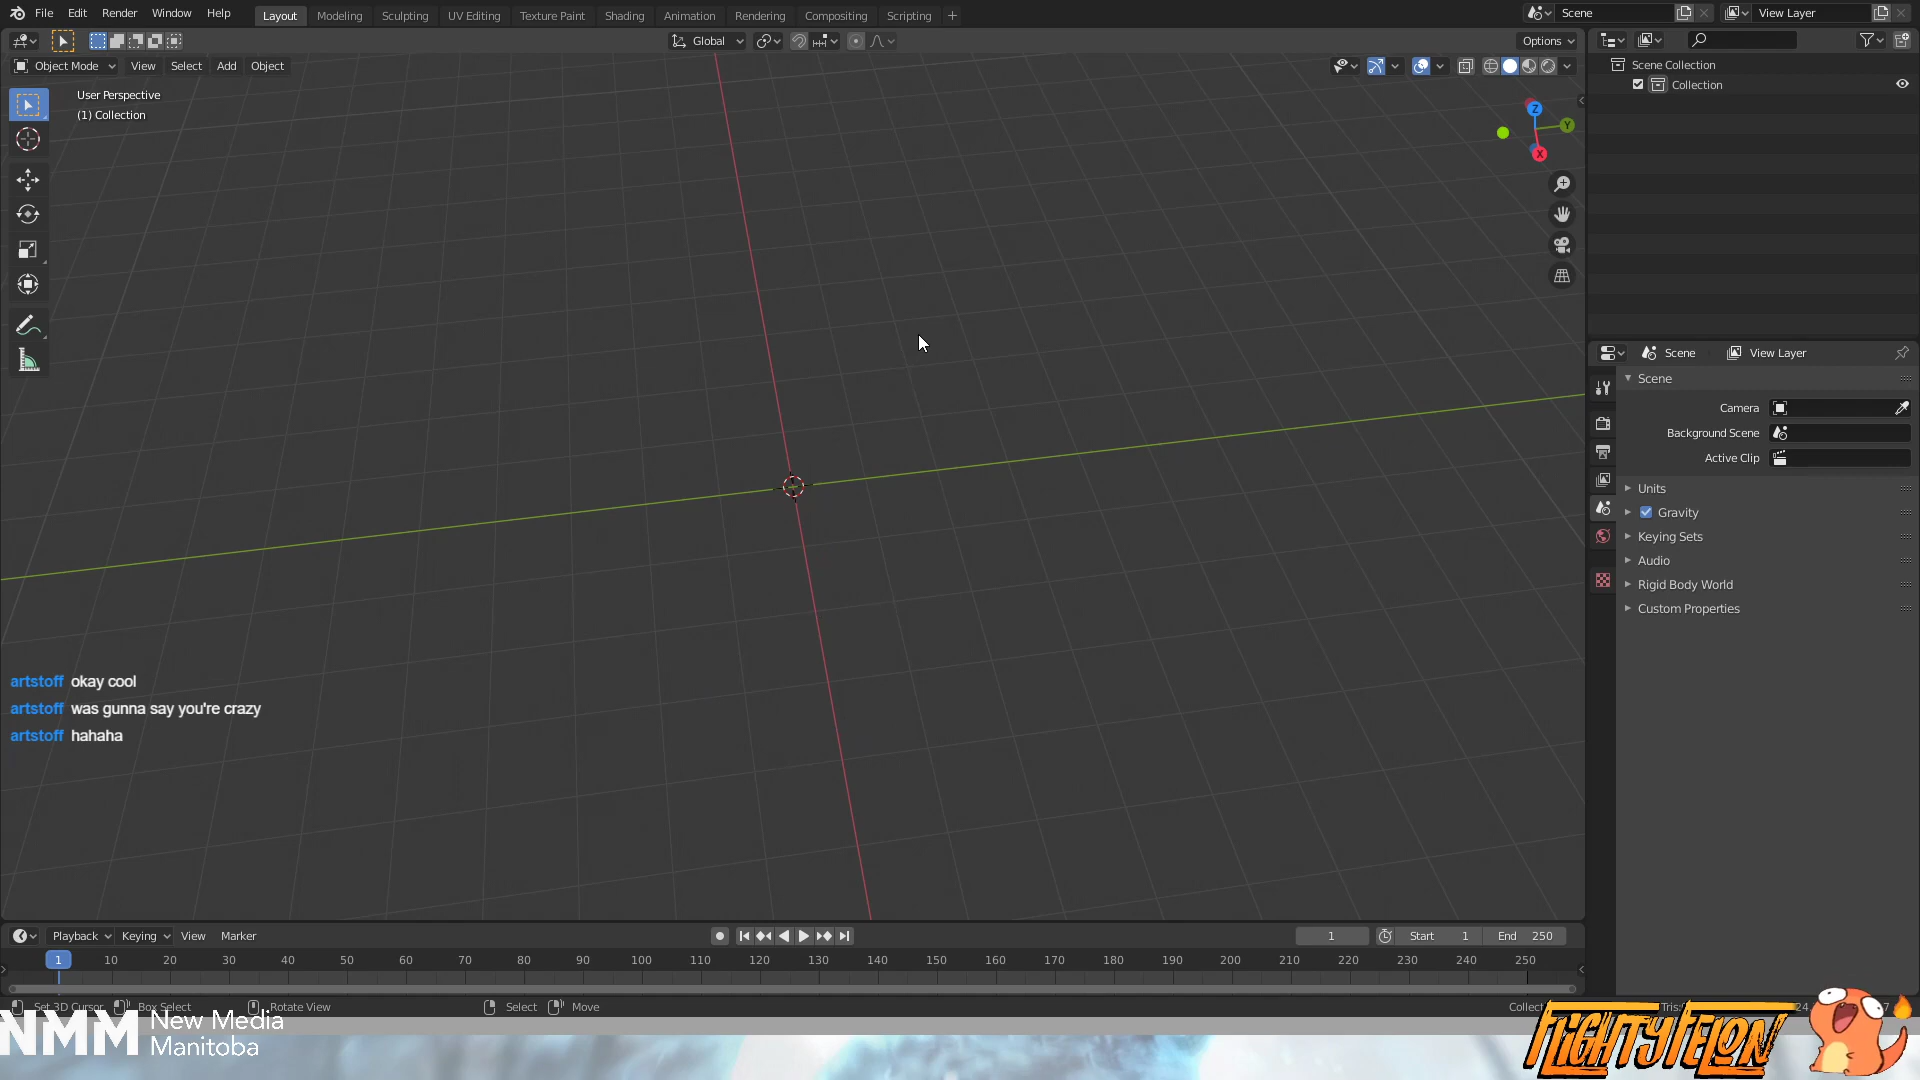 File Edit Render Window Help Layout Modeling Sculpting UV Editing Texture Paint Shading Animation Rendering Compositing Scripting + Scene View Layer
Global Options
Object Mode View Select Add Object
User Perspective
(1) Collection
Z
Y
X
Scene Collection
Collection
Scene View Layer
Scene
Camera
Background Scene
Active Clip
Units
Gravity
Keying Sets
Audio
Rigid Body World
Custom Properties
artstoff okay cool
artstoff was gunna say you're crazy
artstoff hahaha
Playback Keying View Marker 1 Start 1 End 250
1 10 20 30 40 50 60 70 80 90 100 110 120 130 140 150 160 170 180 190 200 210 220 230 240 250
Set 3D Cursor Box Select Rotate View Select Move
NMM New Media
Manitoba
FLIGHTYFELON